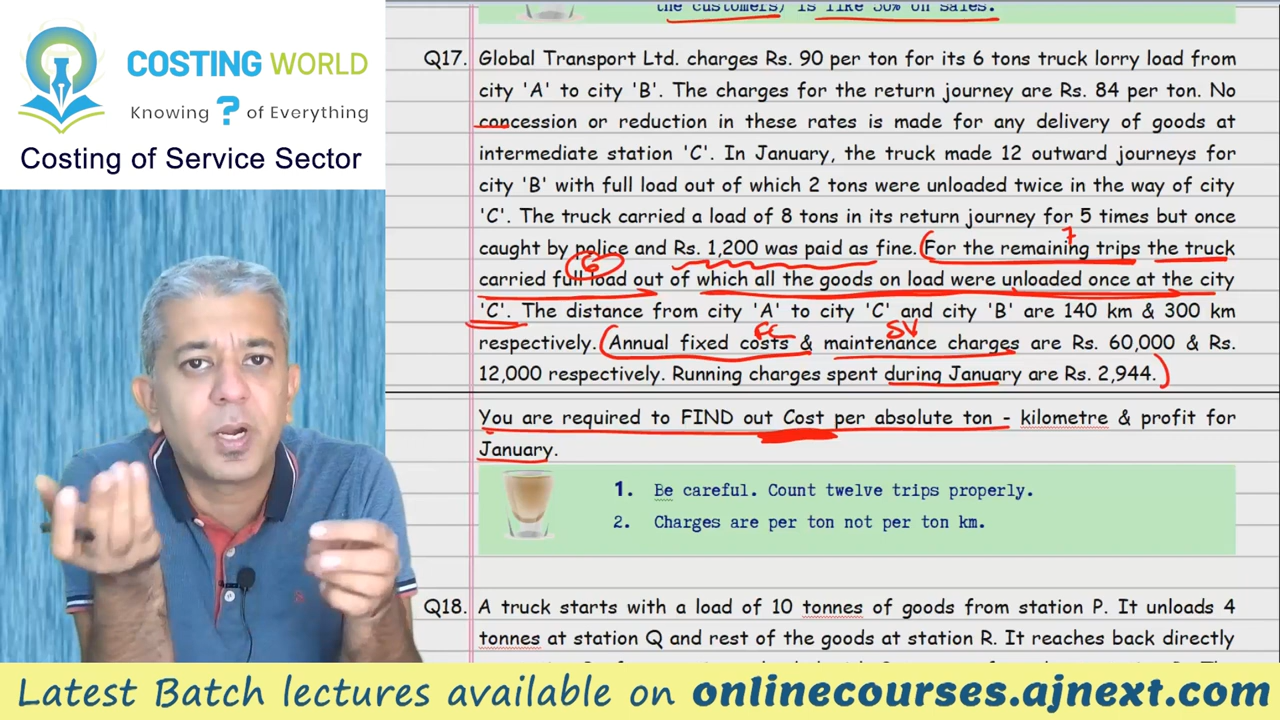 the customers) is like 50% on sales.
COSTING WORLD
Knowing ? of Everything
Costing of Service Sector
Q17. Global Transport Ltd. charges Rs. 90 per ton for its 6 tons truck lorry load from
city 'A' to city 'B'. The charges for the return journey are Rs. 84 per ton. No
concession or reduction in these rates is made for any delivery of goods at
intermediate station 'C'. In January, the truck made 12 outward journeys for
city 'B' with full load out of which 2 tons were unloaded twice in the way of city
'C'. The truck carried a load of 8 tons in its return journey for 5 times but once
7
caught by police and Rs. 1,200 was paid as fine. For the remaining trips the truck
6
carried full load out of which all the goods on load were unloaded once at the city
'C'. The distance from city 'A' to city 'C' and city 'B' are 140 km & 300 km
FC SV
respectively. Annual fixed costs & maintenance charges are Rs. 60,000 & Rs.
12,000 respectively. Running charges spent during January are Rs. 2,944.
You are required to FIND out Cost per absolute ton - kilometre & profit for
January.
1. Be careful. Count twelve trips properly.
2. Charges are per ton not per ton km.
Q18. A truck starts with a load of 10 tonnes of goods from station P. It unloads 4
tonnes at station Q and rest of the goods at station R. It reaches back directly
Latest Batch lectures available on onlinecourses.ajnext.com